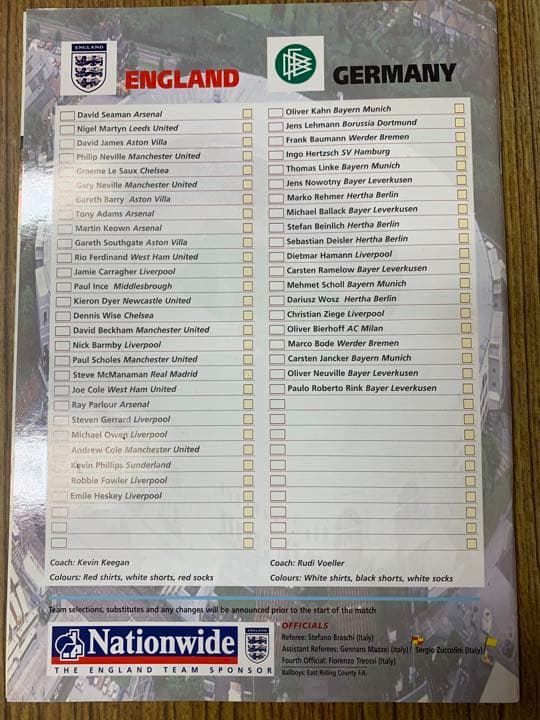 ENGLAND
ENGLAND
David Seaman Arsenal
Nigel Martyn Leeds United
David James Aston Villa
Philip Neville Manchester United
Graeme Le Saux Chelsea
Gary Neville Manchester United
Gareth Barry Aston Villa
Tony Adams Arsenal
Martin Keown Arsenal
Gareth Southgate Aston Villa
Rio Ferdinand West Ham United
Jamie Carragher Liverpool
Paul Ince Middlesbrough
Kieron Dyer Newcastle United
Dennis Wise Chelsea
David Beckham Manchester United
Nick Barmby Liverpool
Paul Scholes Manchester United
Steve McManaman Real Madrid
Joe Cole West Ham United
Ray Parlour Arsenal
Steven Gerrard Liverpool
Michael Owen Liverpool
Andrew Cole Manchester United
Kevin Phillips Sunderland
Robbie Fowler Liverpool
Emile Heskey Liverpool
Coach: Kevin Keegan
Colours: Red shirts, white shorts, red socks
DFB
GERMANY
Oliver Kahn Bayern Munich
Jens Lehmann Borussia Dortmund
Frank Baumann Werder Bremen
Ingo Hertzsch SV Hamburg
Thomas Linke Bayern Munich
Jens Nowotny Bayer Leverkusen
Marko Rehmer Hertha Berlin
Michael Ballack Bayer Leverkusen
Stefan Beinlich Hertha Berlin
Sebastian Deisler Hertha Berlin
Dietmar Hamann Liverpool
Carsten Ramelow Bayer Leverkusen
Mehmet Scholl Bayern Munich
Dariusz Wosz Hertha Berlin
Christian Ziege Liverpool
Oliver Bierhoff AC Milan
Marco Bode Werder Bremen
Carsten Jancker Bayern Munich
Oliver Neuville Bayer Leverkusen
Paulo Roberto Rink Bayer Leverkusen
Coach: Rudi Voeller
Colours: White shirts, black shorts, white socks
Team selections, substitutes and any changes will be announced prior to the start of the match
Nationwide
THE ENGLAND TEAM SPONSOR
ENGLAND
OFFICIALS
Referee: Stefano Braschi (Italy)
Assistant Referees: Gennaro Mazzei (Italy) / Sergio Zuccolini (Italy)
Fourth Official: Fiorenzo Treossi (Italy)
Ballboys: East Riding County F.A.